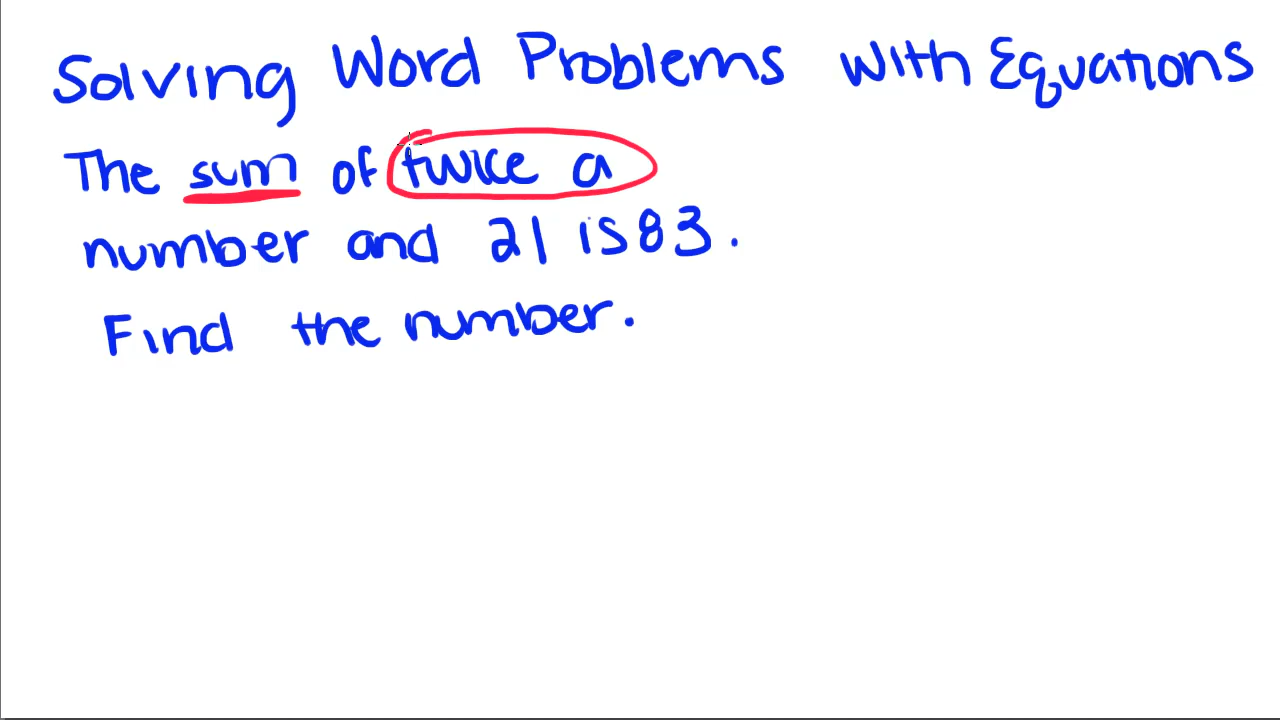 Solving Word Problems with Equations
The sum of twice a
number and 21 is 83.
Find the number.